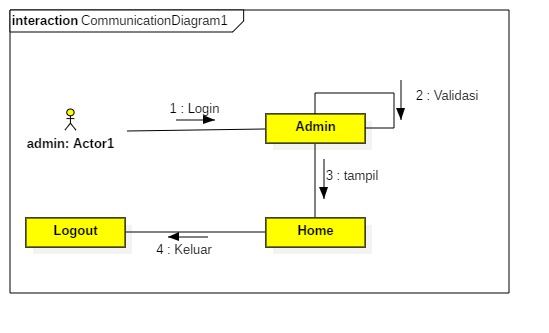 interaction CommunicationDiagram1
1 : Login
2 : Validasi
Admin
admin: Actor1
3 : tampil
Logout
Home
4 : Keluar